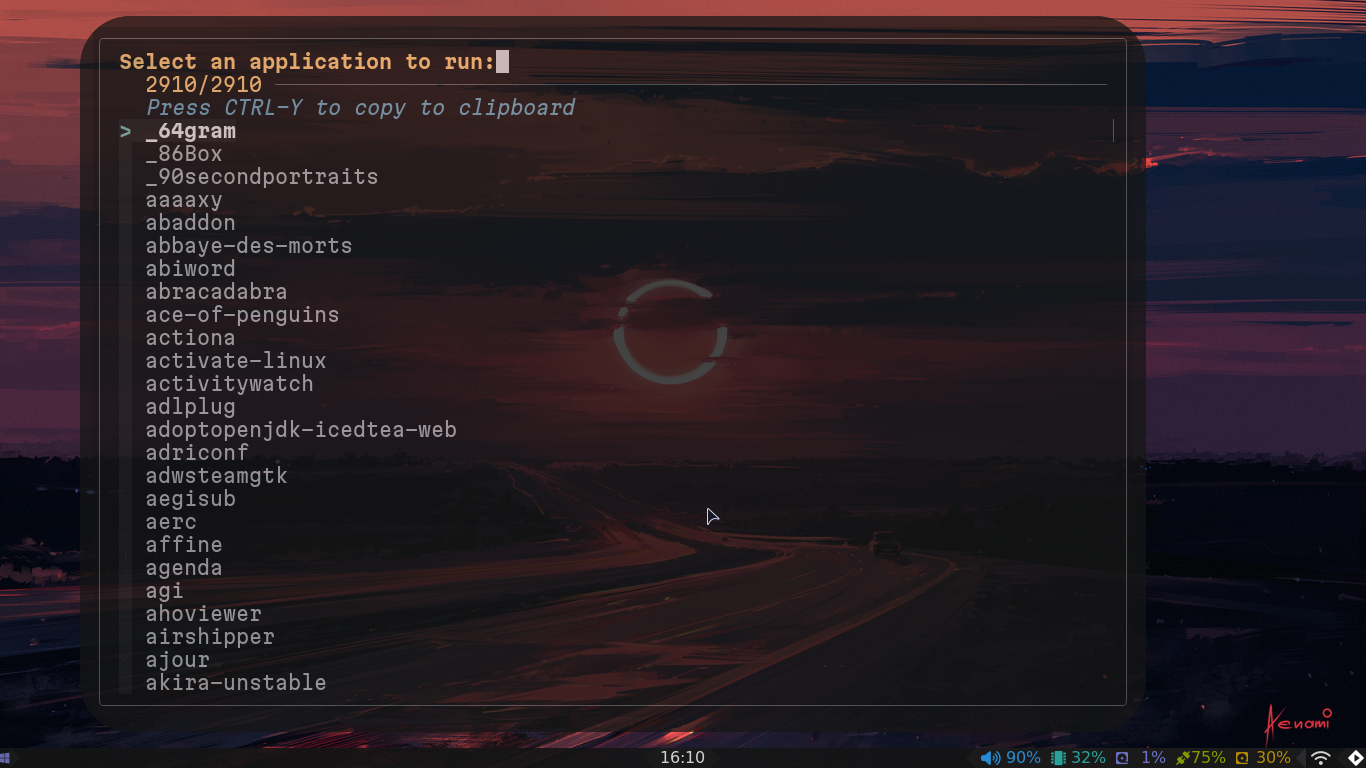 Select an application to run:
2910/2910
Press CTRL-Y to copy to clipboard
> _64gram
_86Box
_90secondportraits
aaaaxy
abaddon
abbaye-des-morts
abiword
abracadabra
ace-of-penguins
actiona
activate-linux
activitywatch
adlplug
adoptopenjdk-icedtea-web
adriconf
adwsteamgtk
aegisub
aerc
affine
agenda
agi
ahoviewer
airshipper
ajour
akira-unstable
Aenami
16:10 90% 32% 1% 75% 30%